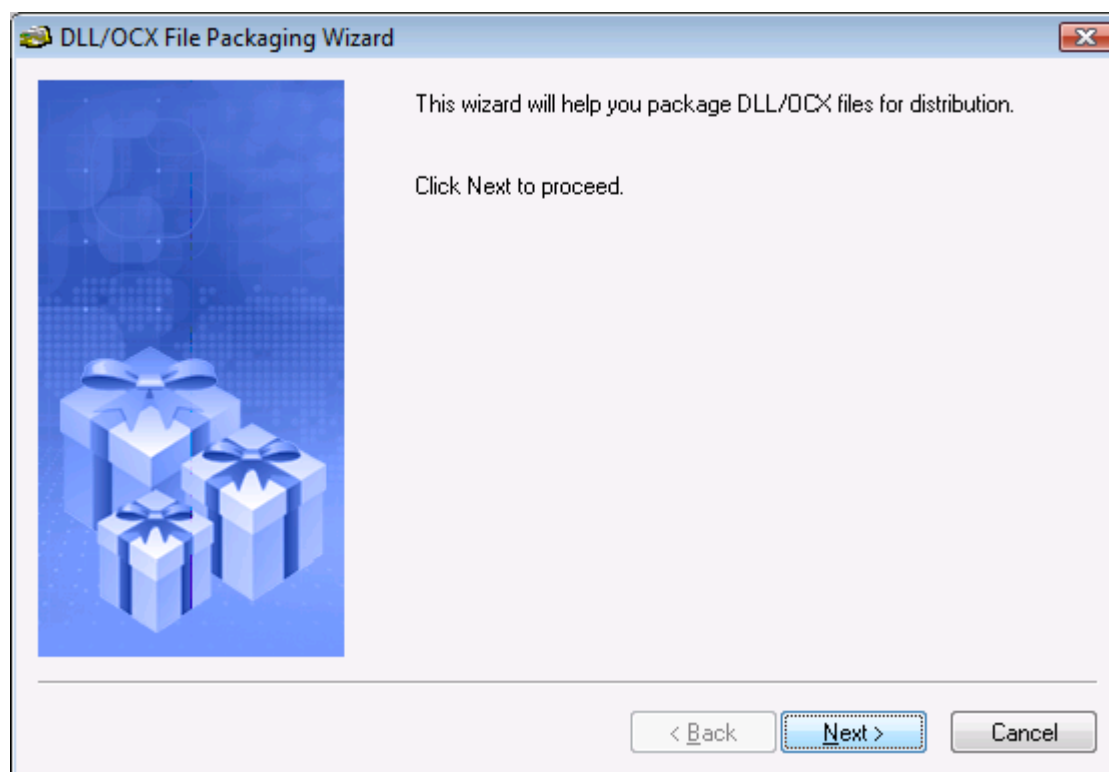 DLL/OCX File Packaging Wizard
This wizard will help you package DLL/OCX files for distribution.
Click Next to proceed.
< Back
Next >
Cancel